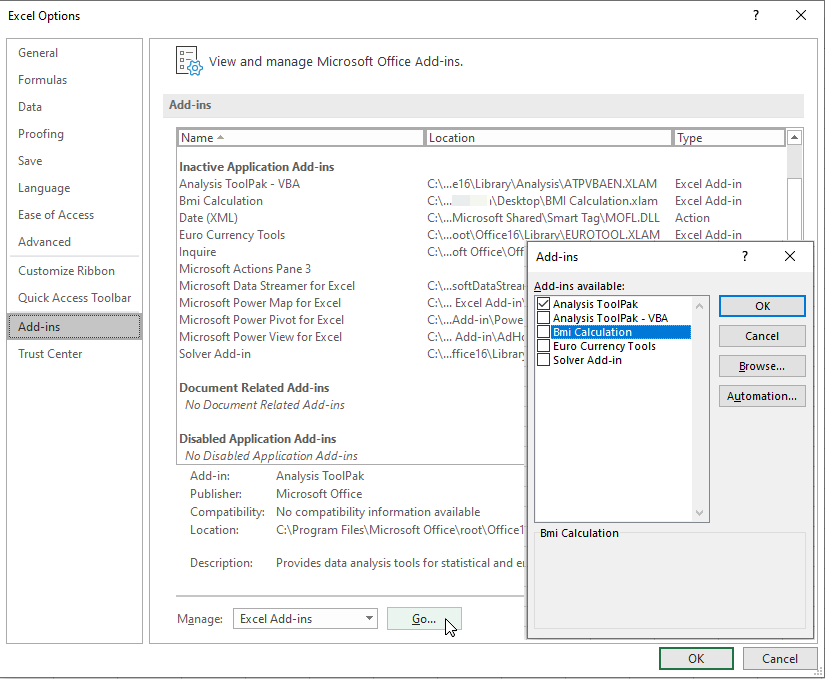 Excel Options
?
General
Formulas
Data
Proofing
Save
Language
Ease of Access
Advanced
Customize Ribbon
Quick Access Toolbar
Add-ins
Trust Center
View and manage Microsoft Office Add-ins.
Add-ins
Name Location Type
Inactive Application Add-ins
Analysis ToolPak - VBA C:\...e16\Library\Analysis\ATPVBAEN.XLAM Excel Add-in
Bmi Calculation C:\... \Desktop\BMI Calculation.xlam Excel Add-in
Date (XML) C:\...Microsoft Shared\Smart Tag\MOFL.DLL Action
Euro Currency Tools C:\...oot\Office16\Library\EUROTOOL.XLAM Excel Add-in
Inquire C:\...oft Office\Off
Microsoft Actions Pane 3
Microsoft Data Streamer for Excel C:\...softDataStrea
Microsoft Power Map for Excel C:\... Excel Add-in\
Microsoft Power Pivot for Excel C:\...Add-in\Powe
Microsoft Power View for Excel C:\... Add-in\AdHo
Solver Add-in C:\...ffice16\Library
Document Related Add-ins
No Document Related Add-ins
Disabled Application Add-ins
No Disabled Application Add-ins
Add-in: Analysis ToolPak
Publisher: Microsoft Office
Compatibility: No compatibility information available
Location: C:\Program Files\Microsoft Office\root\Office1
Description: Provides data analysis tools for statistical and e
Manage: Excel Add-ins Go...
OK Cancel
Add-ins
?
Add-ins available:
Analysis ToolPak
Analysis ToolPak - VBA
Bmi Calculation
Euro Currency Tools
Solver Add-in
OK
Cancel
Browse...
Automation...
Bmi Calculation